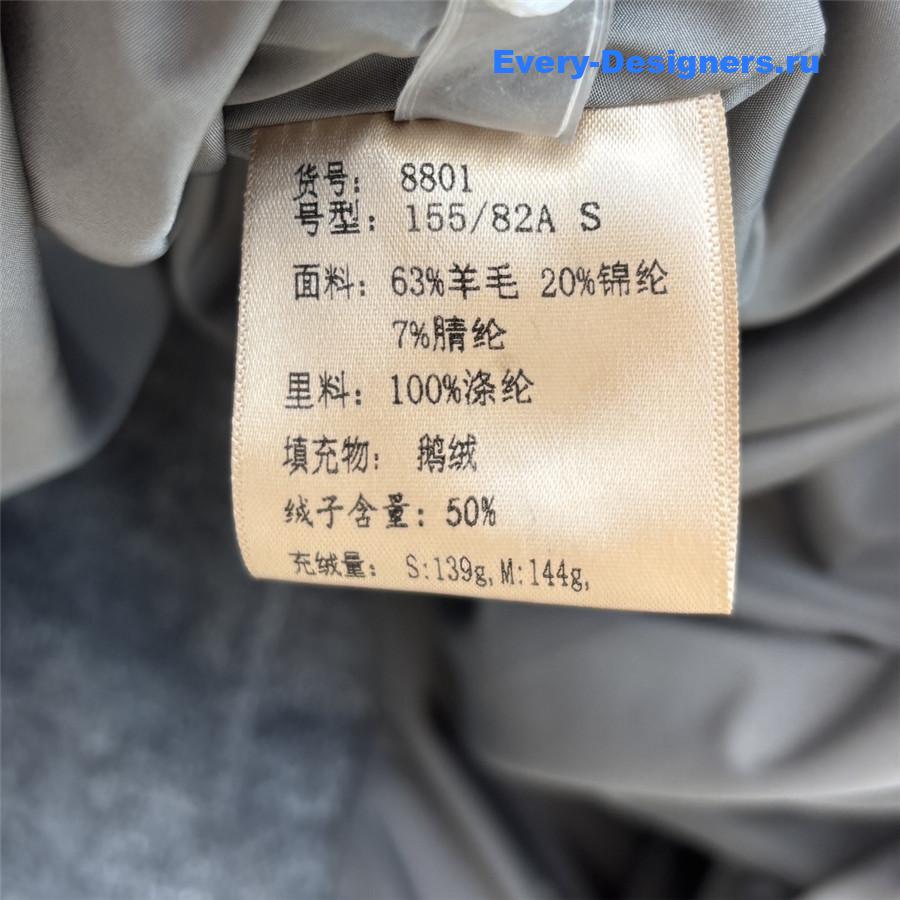 Every-Designers.ru
货号: 8801
号型: 155/82A S
面料: 63%羊毛 20%锦纶
7%腈纶
里料: 100%涤纶
填充物: 鹅绒
绒子含量: 50%
充绒量: S:139g,M:144g,